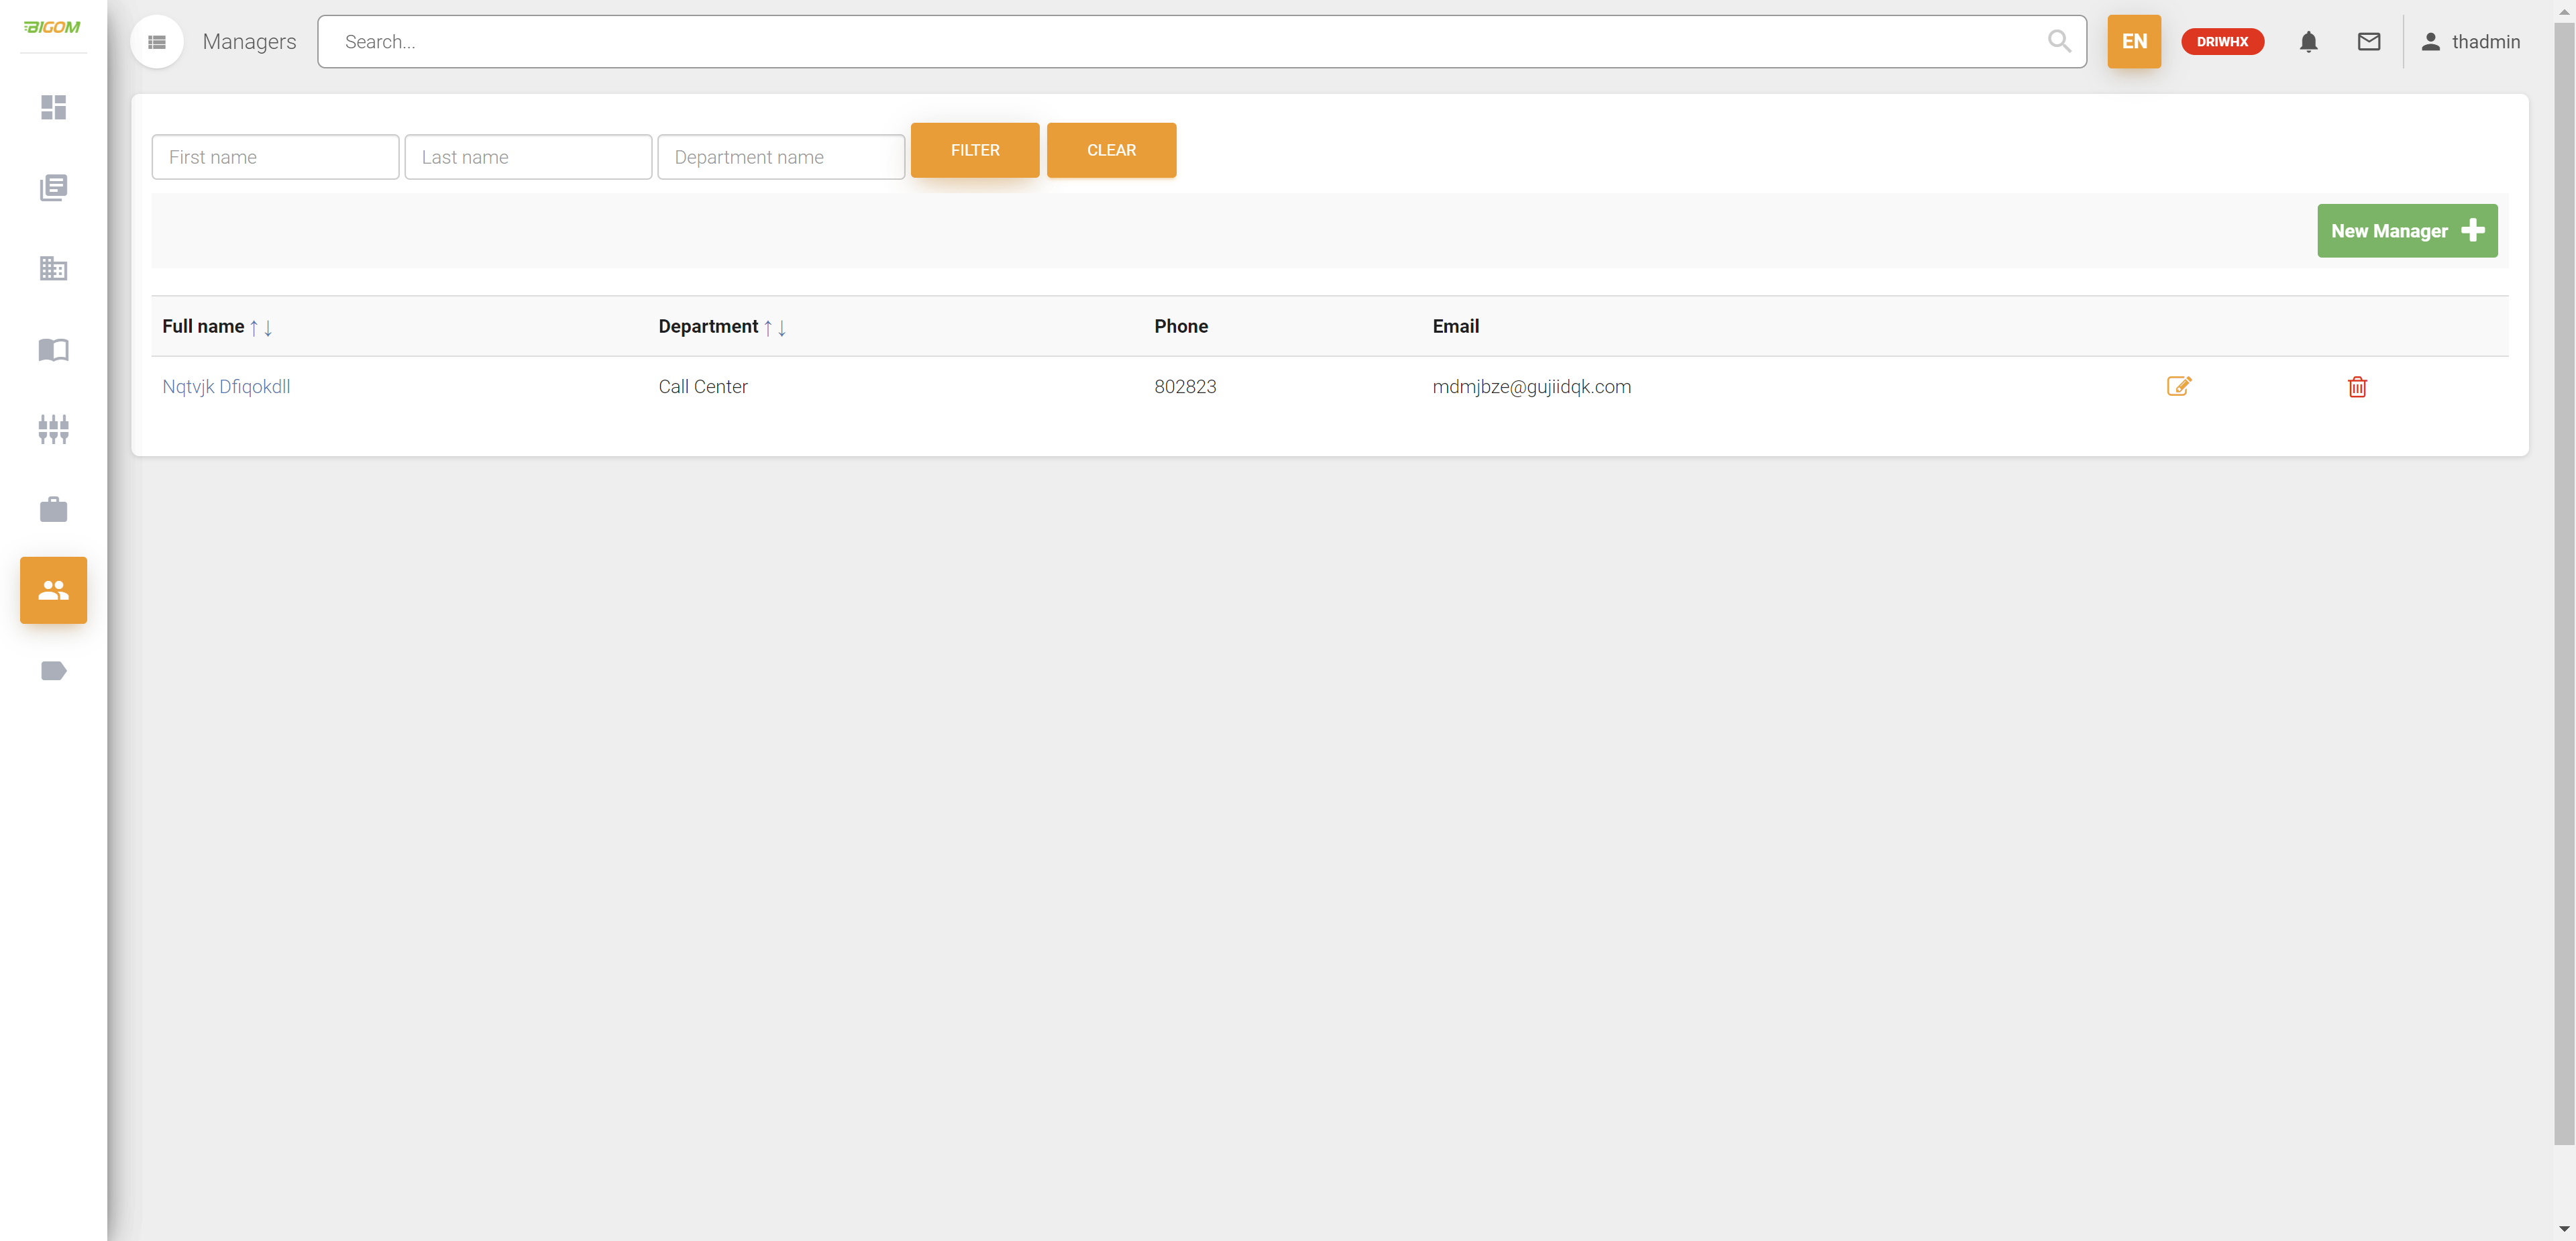 BIGOM
Managers
Search...
EN
DRIWHX
thadmin
First name
Last name
Department name
FILTER
CLEAR
New Manager
Full name ↑↓
Department ↑↓
Phone
Email
Nqtvjk Dfiqokdll
Call Center
802823
mdmjbze@gujiidqk.com